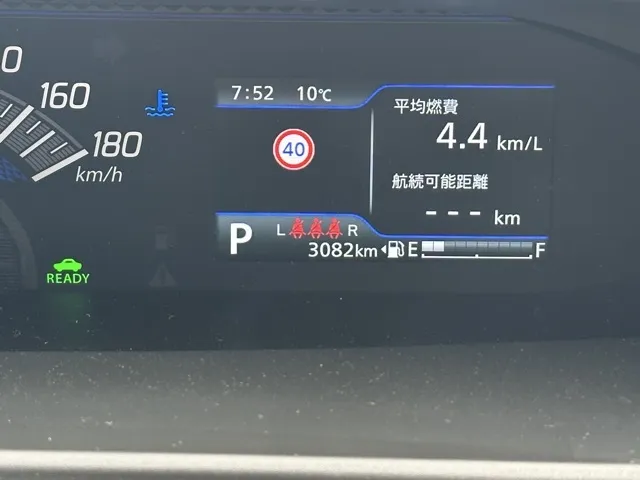 0
160
180
km/h
READY
7:52 10℃
40
平均燃費
4.4 km/L
航続可能距離
--- km
P
L R
3082km
E F